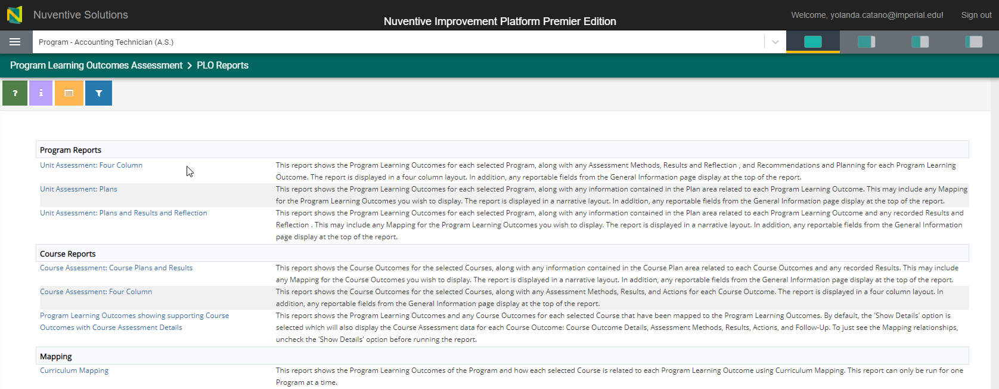 Nuventive Solutions
Nuventive Improvement Platform Premier Edition
Welcome, yolanda.catano@imperial.edu! Sign out
Program - Accounting Technician (A.S.)
Program Learning Outcomes Assessment > PLO Reports
? i
Program Reports
Unit Assessment: Four Column
This report shows the Program Learning Outcomes for each selected Program, along with any Assessment Methods, Results and Reflection , and Recommendations and Planning for each Program Learning
Outcome. The report is displayed in a four column layout. In addition, any reportable fields from the General Information page display at the top of the report.
Unit Assessment: Plans
This report shows the Program Learning Outcomes for each selected Program, along with any information contained in the Plan area related to each Program Learning Outcome. This may include any Mapping
for the Program Learning Outcomes you wish to display. The report is displayed in a narrative layout. In addition, any reportable fields from the General Information page display at the top of the report.
Unit Assessment: Plans and Results and Reflection
This report shows the Program Learning Outcomes for each selected Program, along with any information contained in the Plan area related to each Program Learning Outcome and any recorded Results and
Reflection . This may include any Mapping for the Program Learning Outcomes you wish to display. The report is displayed in a narrative layout. In addition, any reportable fields from the General Information
page display at the top of the report.
Course Reports
Course Assessment: Course Plans and Results
This report shows the Course Outcomes for the selected Courses, along with any information contained in the Course Plan area related to each Course Outcomes and any recorded Results. This may include
any Mapping for the Course Outcomes you wish to display. The report is displayed in a narrative layout. In addition, any reportable fields from the General Information page display at the top of the report.
Course Assessment: Four Column
This report shows the Course Outcomes for the selected Courses, along with any Assessment Methods, Results, and Actions for each Course Outcome. The report is displayed in a four column layout. In
addition, any reportable fields from the General Information page display at the top of the report.
Program Learning Outcomes showing supporting Course
Outcomes with Course Assessment Details
This report shows the Program Learning Outcomes and any Course Outcomes for each selected Course that have been mapped to the Program Learning Outcomes. By default, the 'Show Details' option is
selected which will also display the Course Assessment data for each Course Outcome: Course Outcome Details, Assessment Methods, Results, Actions, and Follow-Up. To just see the Mapping relationships,
uncheck the 'Show Details' option before running the report.
Mapping
Curriculum Mapping
This report shows the Program Learning Outcomes of the Program and how each selected Course is related to each Program Learning Outcome using Curriculum Mapping. This report can only be run for one
Program at a time.